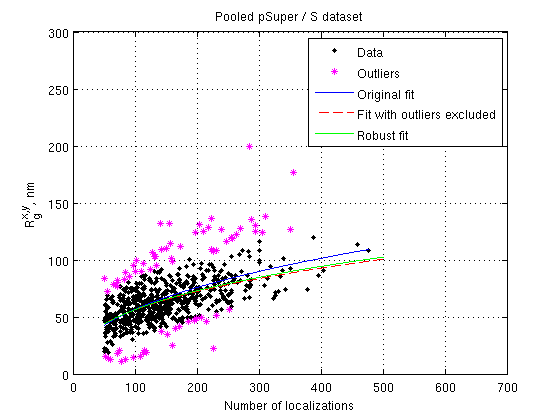 Pooled pSuper / S dataset
300
250
200
150
100
50
0
R_g^{x,y}, nm
Data
Outliers
Original fit
Fit with outliers excluded
Robust fit
0 100 200 300 400 500 600 700
Number of localizations